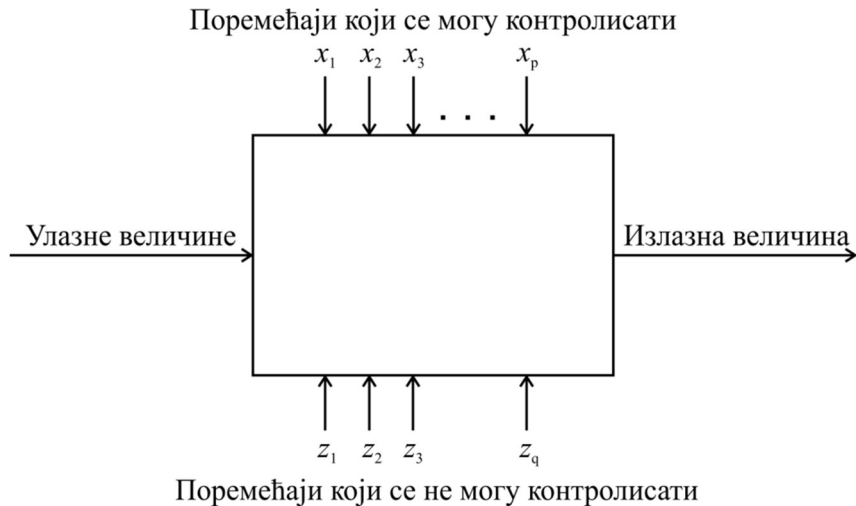 Поремећаји који се могу контролисати
x₁ x₂ x₃ xₚ
. . .
Улазне величине Излазна величина
z₁ z₂ z₃ z_q
Поремећаји који се не могу контролисати